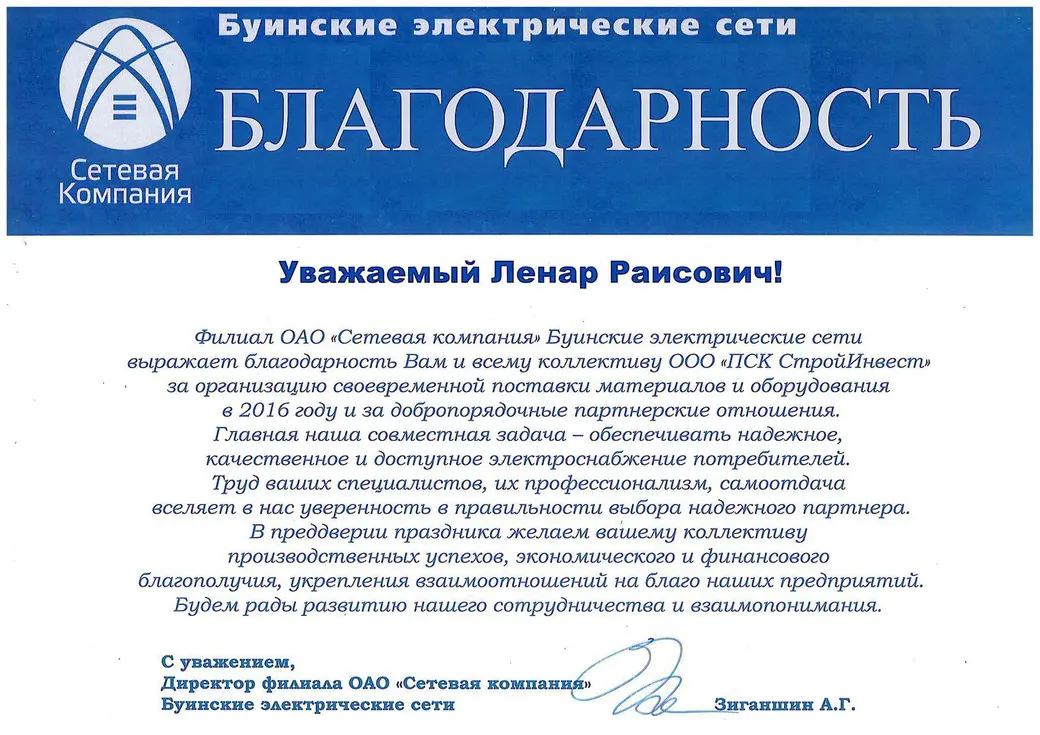 Буинские электрические сети
БЛАГОДАРНОСТЬ
Сетевая
Компания
Уважаемый Ленар Раисович!
Филиал ОАО «Сетевая компания» Буинские электрические сети
выражает благодарность Вам и всему коллективу ООО «ПСК СтройИнвест»
за организацию своевременной поставки материалов и оборудования
в 2016 году и за добропорядочные партнерские отношения.
Главная наша совместная задача – обеспечивать надежное,
качественное и доступное электроснабжение потребителей.
Труд ваших специалистов, их профессионализм, самоотдача
вселяет в нас уверенность в правильности выбора надежного партнера.
В преддверии праздника желаем вашему коллективу
производственных успехов, экономического и финансового
благополучия, укрепления взаимоотношений на благо наших предприятий.
Будем рады развитию нашего сотрудничества и взаимопонимания.
С уважением,
Директор филиала ОАО «Сетевая компания»
Буинские электрические сети Зиганшин А.Г.